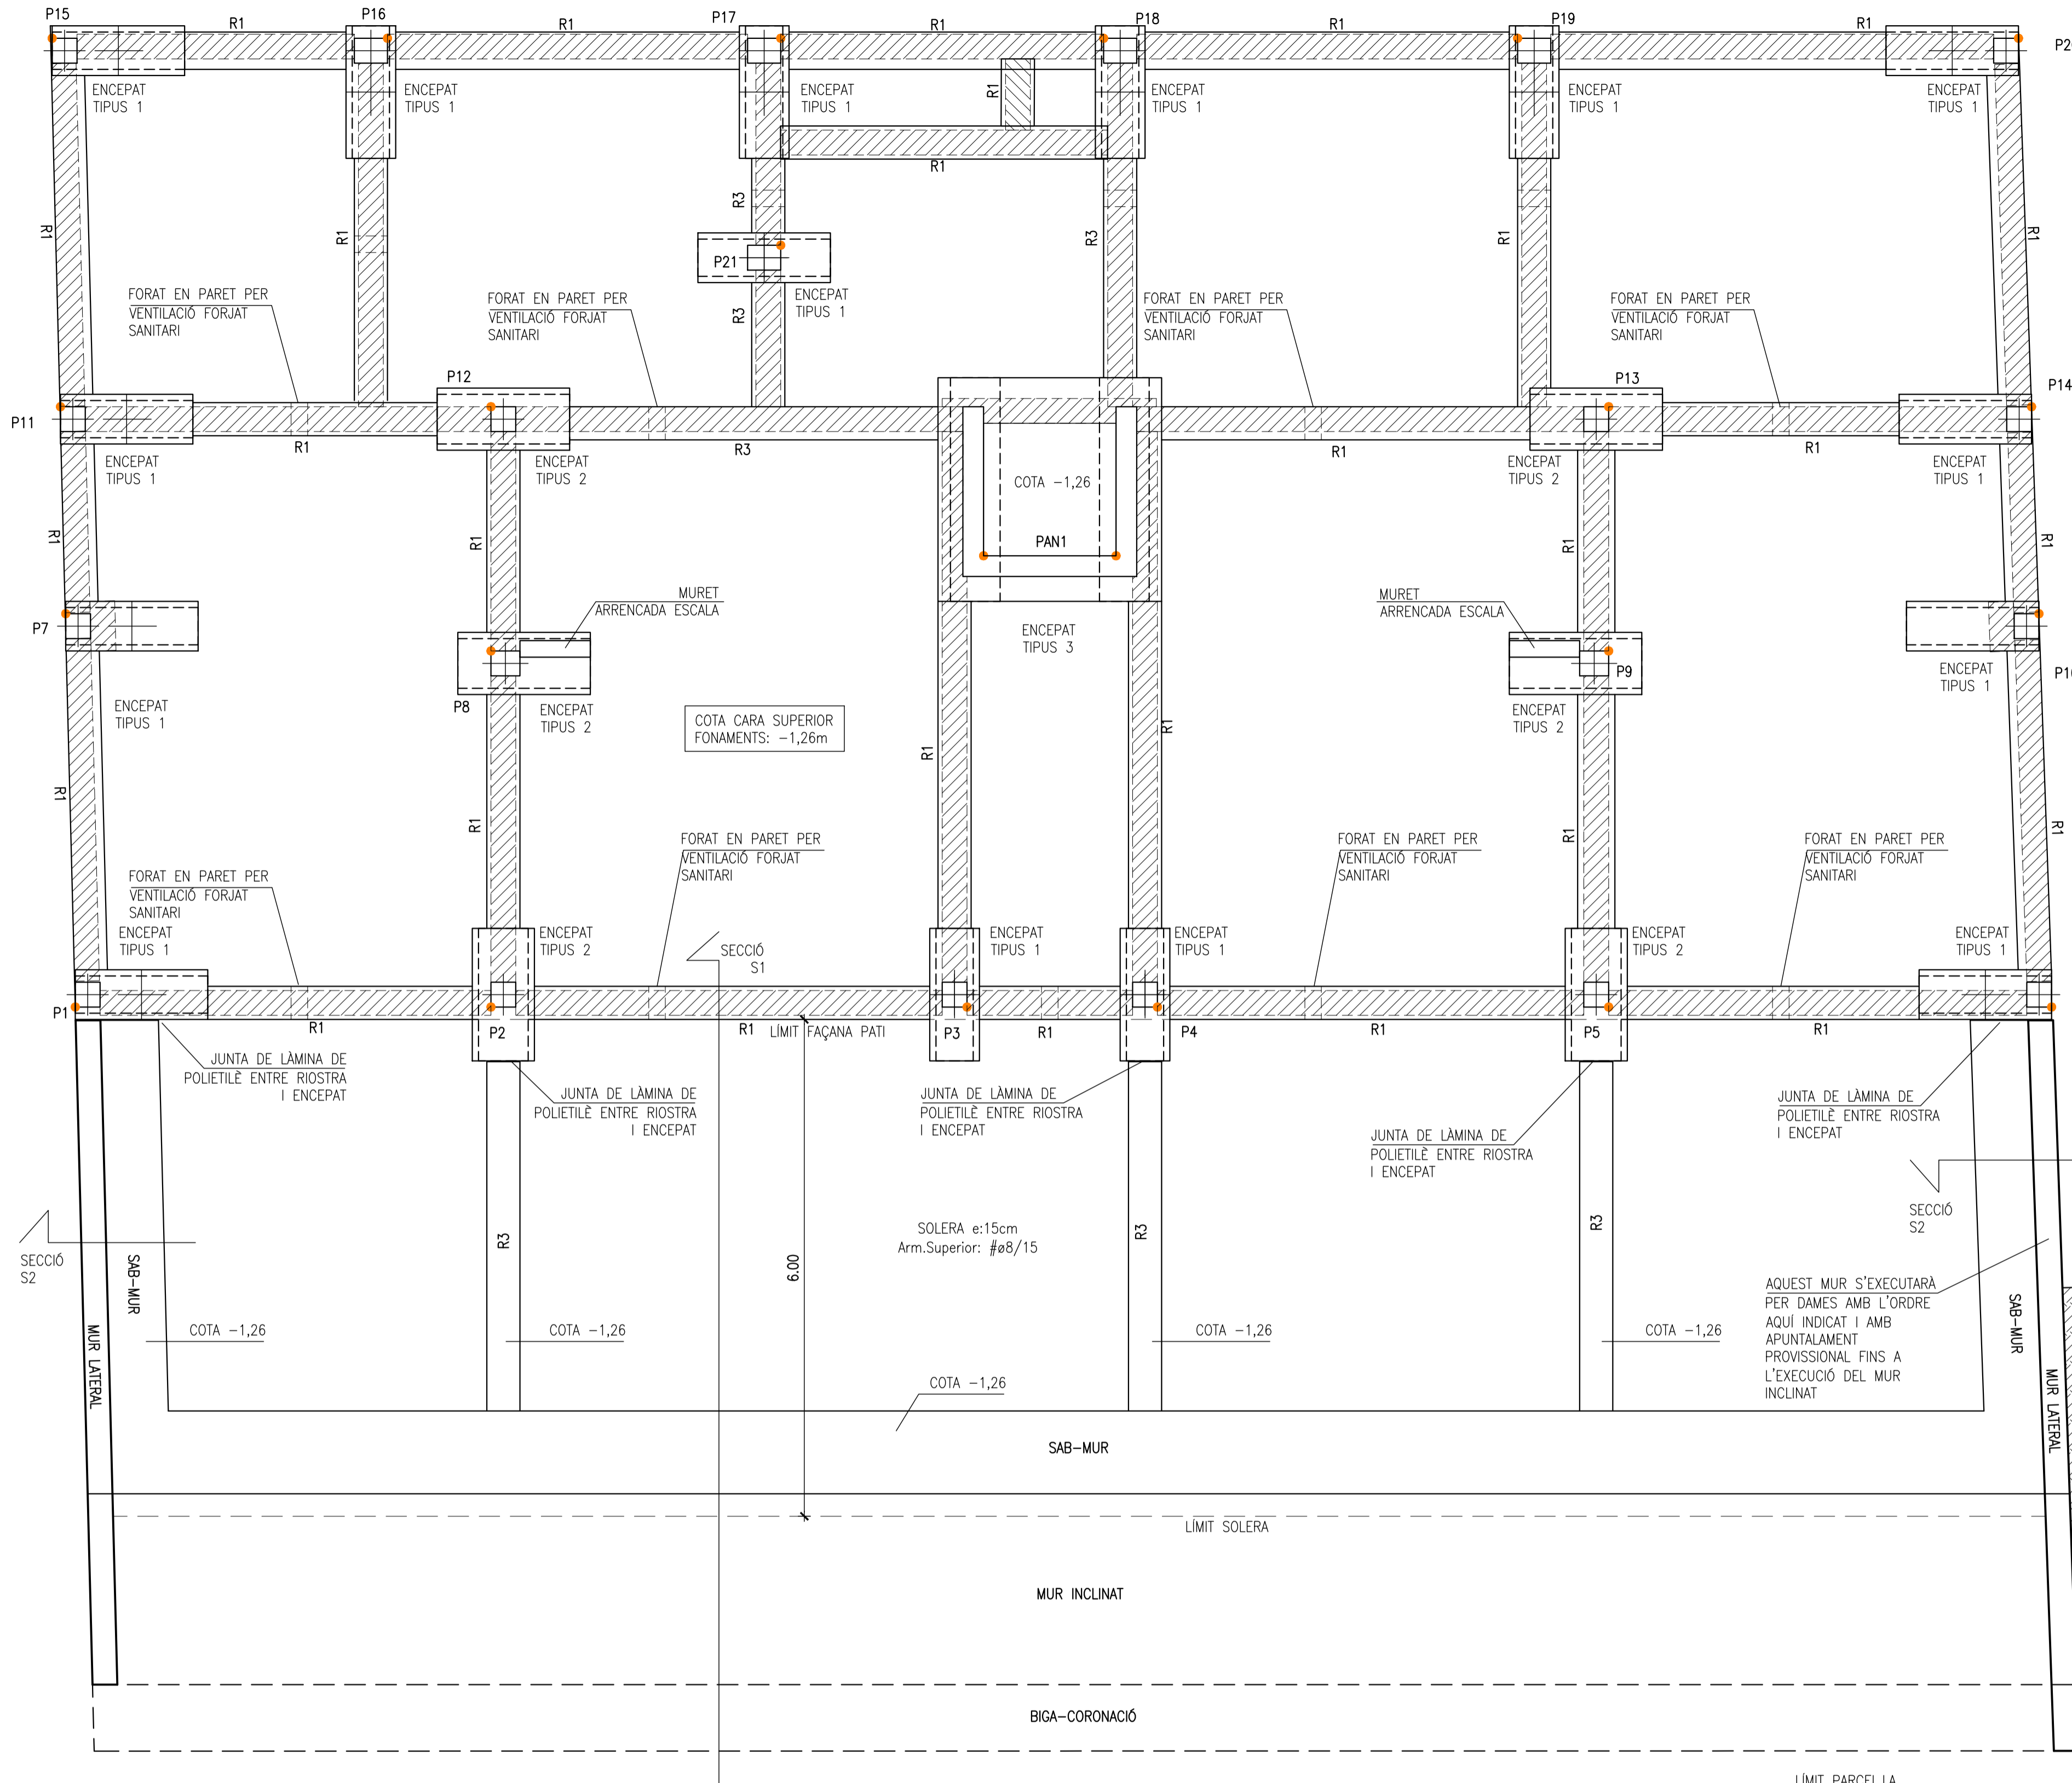 P15
P16
P17
P18
P19
P2
R1
R1
R1
R1
R1
ENCEPAT
TIPUS 1
ENCEPAT
TIPUS 1
ENCEPAT
TIPUS 1
ENCEPAT
TIPUS 1
ENCEPAT
TIPUS 1
ENCEPAT
TIPUS 1
R1
R1
R1
R1
R3
R3
R1
R1
P21
ENCEPAT
TIPUS 1
R3
FORAT EN PARET PER
VENTILACIÓ FORJAT
SANITARI
FORAT EN PARET PER
VENTILACIÓ FORJAT
SANITARI
FORAT EN PARET PER
VENTILACIÓ FORJAT
SANITARI
FORAT EN PARET PER
VENTILACIÓ FORJAT
SANITARI
P11
P12
P13
P14
R1
R3
R1
R1
ENCEPAT
TIPUS 1
ENCEPAT
TIPUS 2
ENCEPAT
TIPUS 2
ENCEPAT
TIPUS 1
COTA -1,26
PAN1
R1
R1
R1
R1
MURET
ARRENCADA ESCALA
MURET
ARRENCADA ESCALA
ENCEPAT
TIPUS 3
P7
P8
P9
P10
ENCEPAT
TIPUS 1
ENCEPAT
TIPUS 2
ENCEPAT
TIPUS 2
ENCEPAT
TIPUS 1
COTA CARA SUPERIOR
FONAMENTS: -1,26m
R1
R1
R1
R1
R1
R1
FORAT EN PARET PER
VENTILACIÓ FORJAT
SANITARI
FORAT EN PARET PER
VENTILACIÓ FORJAT
SANITARI
FORAT EN PARET PER
VENTILACIÓ FORJAT
SANITARI
FORAT EN PARET PER
VENTILACIÓ FORJAT
SANITARI
ENCEPAT
TIPUS 1
ENCEPAT
TIPUS 2
SECCIÓ
S1
ENCEPAT
TIPUS 1
ENCEPAT
TIPUS 1
ENCEPAT
TIPUS 2
ENCEPAT
TIPUS 1
P1
R1
P2
R1
LÍMIT FAÇANA PATI
P3
R1
P4
R1
P5
R1
JUNTA DE LÀMINA DE
POLIETILÈ ENTRE RIOSTRA
I ENCEPAT
JUNTA DE LÀMINA DE
POLIETILÈ ENTRE RIOSTRA
I ENCEPAT
JUNTA DE LÀMINA DE
POLIETILÈ ENTRE RIOSTRA
I ENCEPAT
JUNTA DE LÀMINA DE
POLIETILÈ ENTRE RIOSTRA
I ENCEPAT
JUNTA DE LÀMINA DE
POLIETILÈ ENTRE RIOSTRA
I ENCEPAT
SECCIÓ
S2
SECCIÓ
S2
SAB-MUR
R3
6.00
SOLERA e:15cm
Arm.Superior: #ø8/15
R3
R3
SAB-MUR
AQUEST MUR S'EXECUTARÀ
PER DAMES AMB L'ORDRE
AQUÍ INDICAT I AMB
APUNTALAMENT
PROVISSIONAL FINS A
L'EXECUCIÓ DEL MUR
INCLINAT
MUR LATERAL
COTA -1,26
COTA -1,26
COTA -1,26
COTA -1,26
COTA -1,26
MUR LATERAL
SAB-MUR
LÍMIT SOLERA
MUR INCLINAT
BIGA-CORONACIÓ
LÍMIT PARCEL.LA